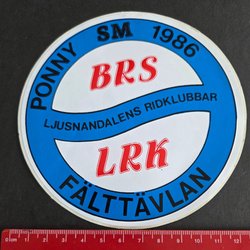 PONNY SM 1986
BRS
LJUSNANDALENS RIDKLUBBAR
LRK
FÄLTTÄVLAN